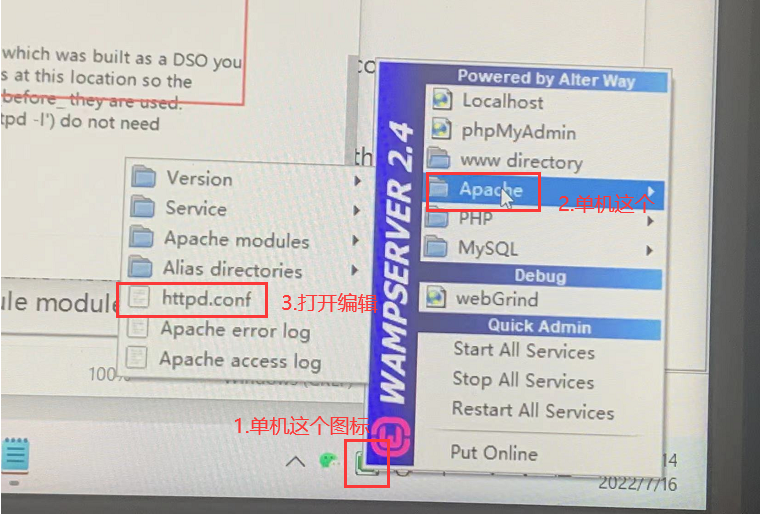 which was built as a DSO you
s at this location so the
before_ they are used.
tpd -l') do not need
Powered by Alter Way
Localhost
phpMyAdmin
www directory
Apache
2.单机这个
PHP
MySQL
Debug
webGrind
Quick Admin
Start All Services
Stop All Services
Restart All Services
Put Online
WAMPSERVER 2.4
Version
Service
Apache modules
Alias directories
httpd.conf
3.打开编辑
Apache error log
Apache access log
ule module
100%
1.单机这个图标
14
2022/7/16